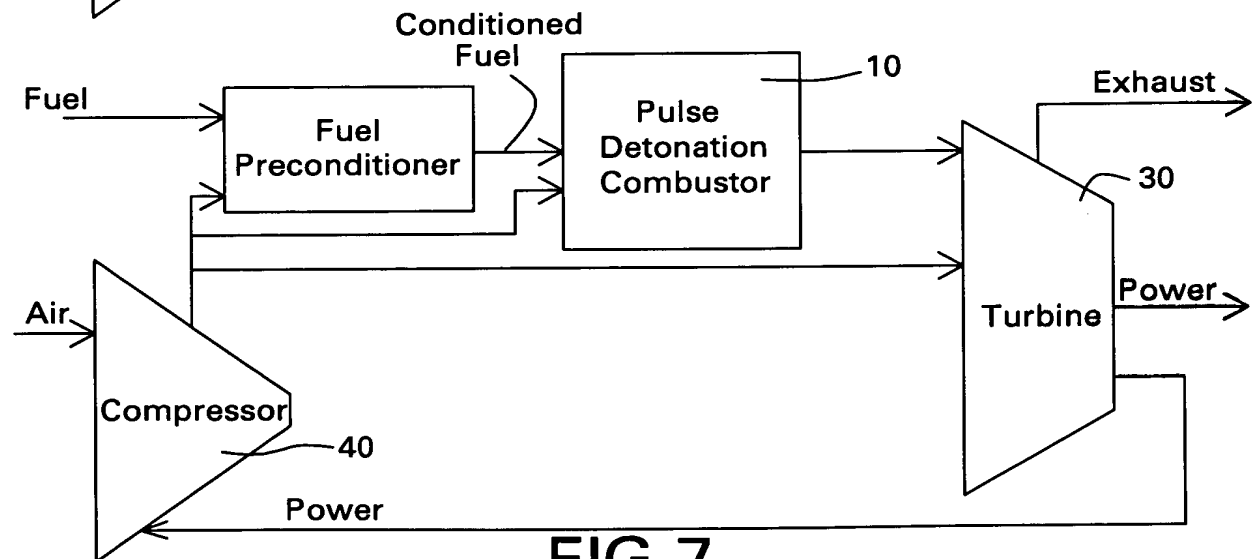 Conditioned
Fuel
10
Exhaust
Fuel
Pulse
Detonation
Combustor
Fuel
Preconditioner
30
Air
Power
Turbine
Compressor
40
Power
FIG 7